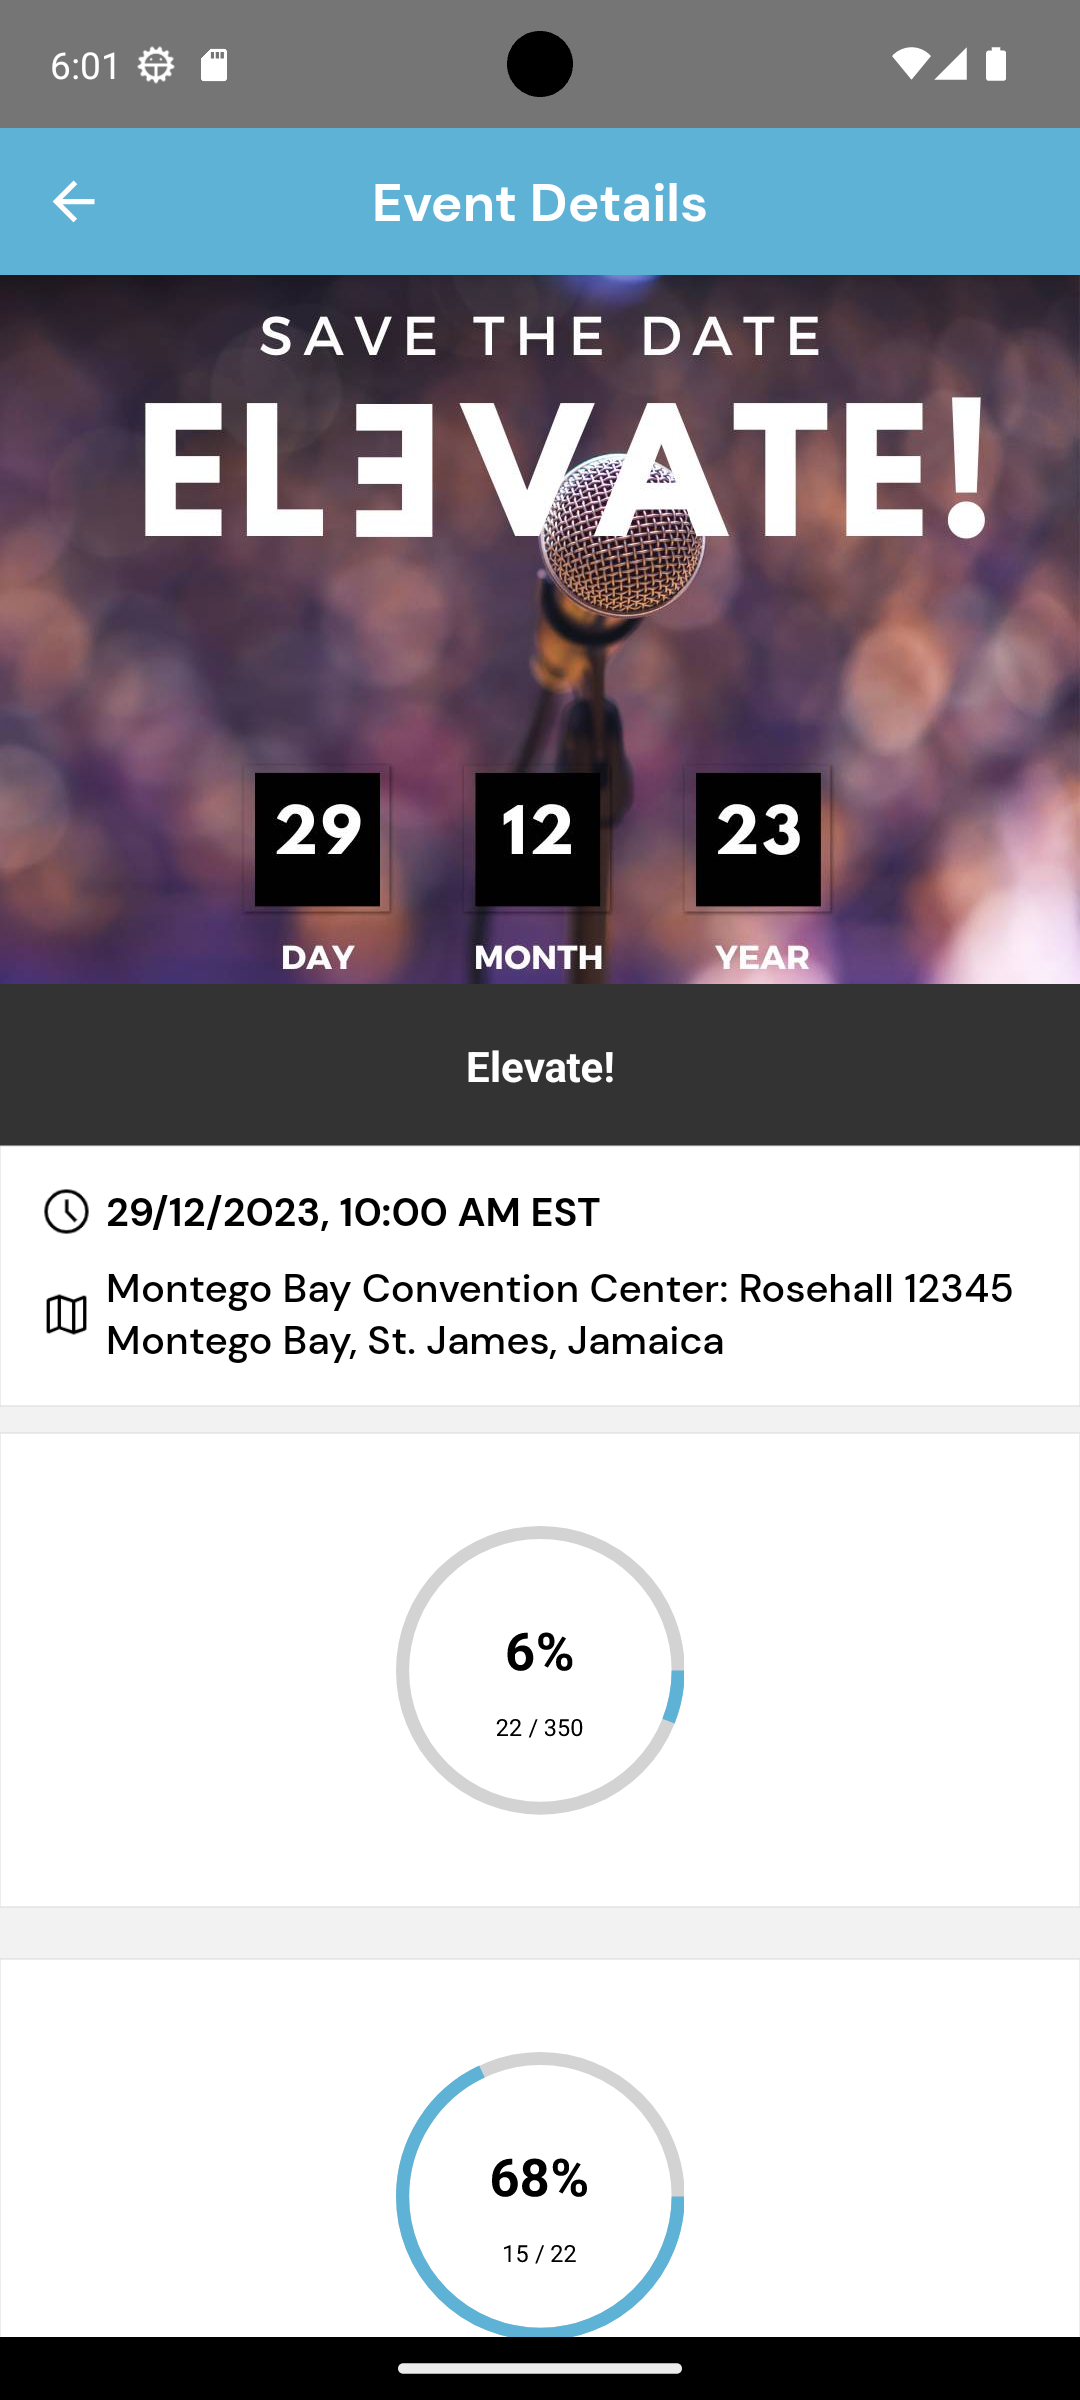 6:01
Event Details
SAVE THE DATE
ELEVATE!
29 12 23
DAY MONTH YEAR
Elevate!
29/12/2023, 10:00 AM EST
Montego Bay Convention Center: Rosehall 12345
Montego Bay, St. James, Jamaica
6%
22 / 350
68%
15 / 22